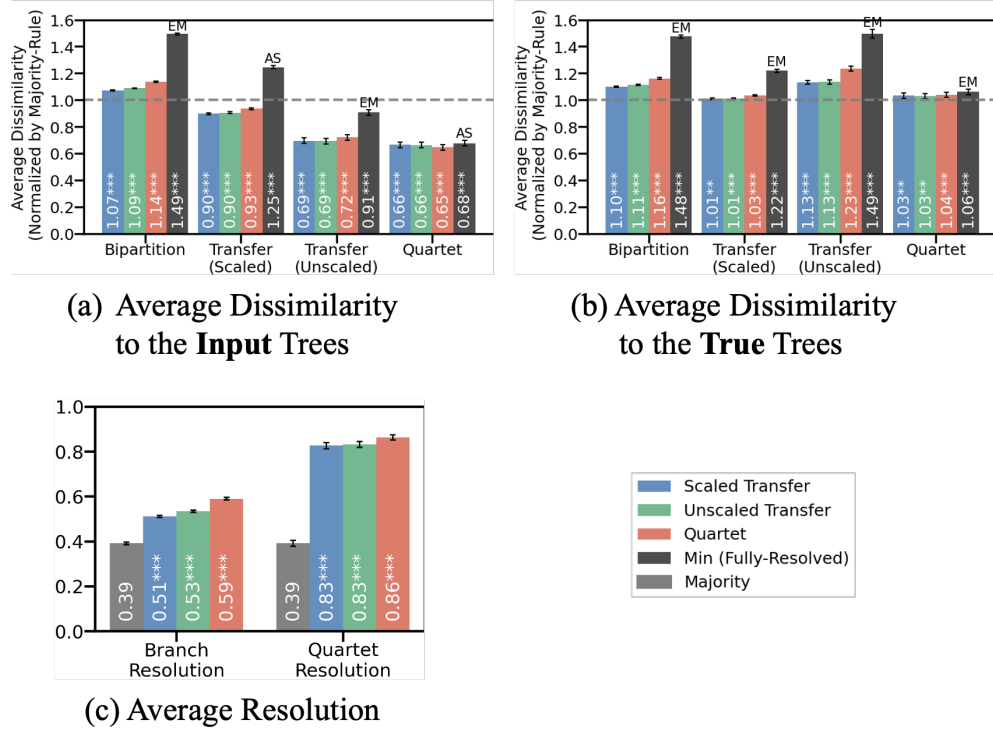 Average Dissimilarity
(Normalized by Majority-Rule)
1.6
1.4
1.2
1.0
0.8
0.6
0.4
0.2
0.0
EM
AS
EM
AS
1.07***
1.09***
1.14***
1.49***
0.90***
0.90***
0.93***
1.25***
0.69***
0.69***
0.72***
0.91***
0.66***
0.66***
0.65***
0.68***
Bipartition
Transfer
(Scaled)
Transfer
(Unscaled)
Quartet
(a) Average Dissimilarity
to the Input Trees
Average Dissimilarity
(Normalized by Majority-Rule)
1.6
1.4
1.2
1.0
0.8
0.6
0.4
0.2
0.0
EM
EM
EM
EM
1.10***
1.11***
1.16***
1.48***
1.01**
1.01**
1.03***
1.22***
1.13***
1.13***
1.23***
1.49***
1.03**
1.03**
1.04***
1.06***
Bipartition
Transfer
(Scaled)
Transfer
(Unscaled)
Quartet
(b) Average Dissimilarity
to the True Trees
1.0
0.8
0.6
0.4
0.2
0.0
0.39
0.51***
0.53***
0.59***
0.39
0.83***
0.83***
0.86***
Branch
Resolution
Quartet
Resolution
(c) Average Resolution
Scaled Transfer
Unscaled Transfer
Quartet
Min (Fully-Resolved)
Majority